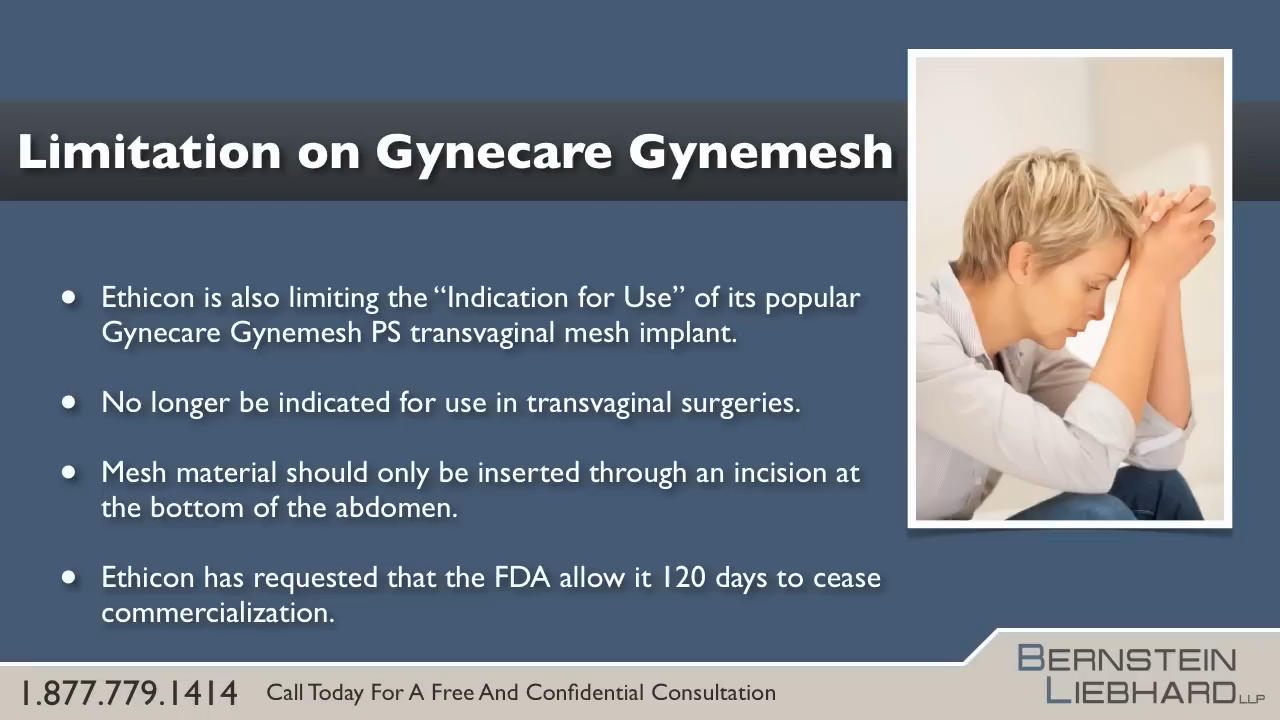 Limitation on Gynecare Gynemesh
● Ethicon is also limiting the “Indication for Use” of its popular
Gynecare Gynemesh PS transvaginal mesh implant.
● No longer be indicated for use in transvaginal surgeries.
● Mesh material should only be inserted through an incision at
the bottom of the abdomen.
● Ethicon has requested that the FDA allow it 120 days to cease
commercialization.
1.877.779.1414 Call Today For A Free And Confidential Consultation
BERNSTEIN
LIEBHARD LLP